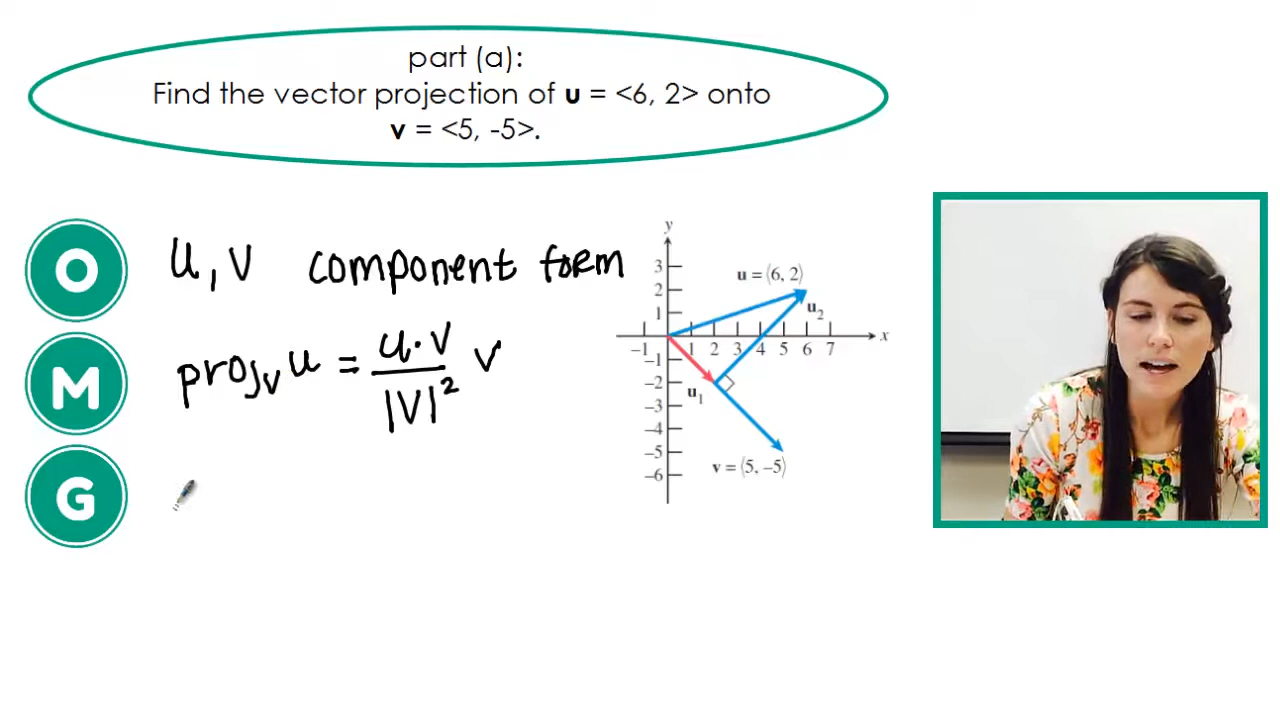 part (a):
Find the vector projection of u = <6, 2> onto
v = <5, -5>.
O
u, v component form
M
proj_v u = u · v / |v|² v
G
y
3
2
1
-1 1 2 3 4 5 6 7 x
-1
-2
-3
-4
-5
-6
u = ⟨6, 2⟩
u₂
u₁
v = ⟨5, –5⟩